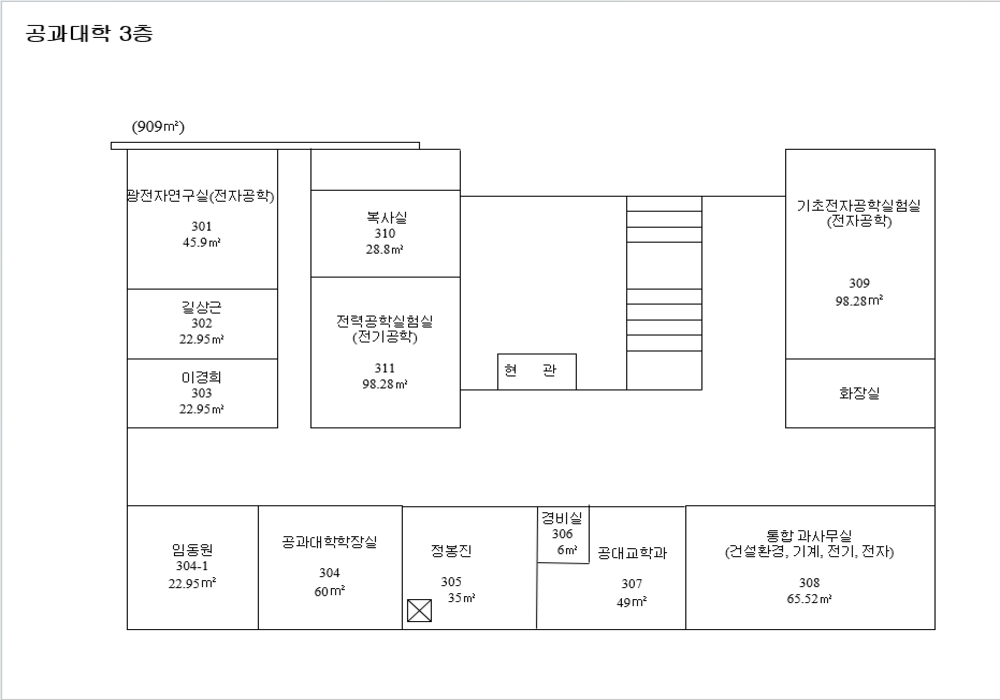 공과대학 3층
(909㎡)
광전자연구실(전자공학)
301
45.9㎡
길상근
302
22.95㎡
이경희
303
22.95㎡
복사실
310
28.8㎡
전력공학실험실
(전기공학)
311
98.28㎡
현 관
기초전자공학실험실
(전자공학)
309
98.28㎡
화장실
임동원
304-1
22.95㎡
공과대학학장실
304
60㎡
정봉진
305
35㎡
경비실
306
6㎡
공대교학과
307
49㎡
통합 과사무실
(건설환경, 기계, 전기, 전자)
308
65.52㎡